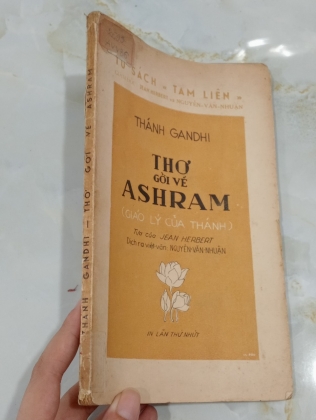 TỦ SÁCH « TÂM LIÊN »
THÁNH GANDHI
THƠ
GỞI VỀ
ASHRAM
(GIÁO LÝ CỦA THÁNH)
Tựa của JEAN HERBERT
Dịch ra việt văn NGUYỄN VĂN NHUẬN
IN LẦN THỨ NHỨT
THÁNH GANDHI — THƠ GỞI VỀ ASHRAM